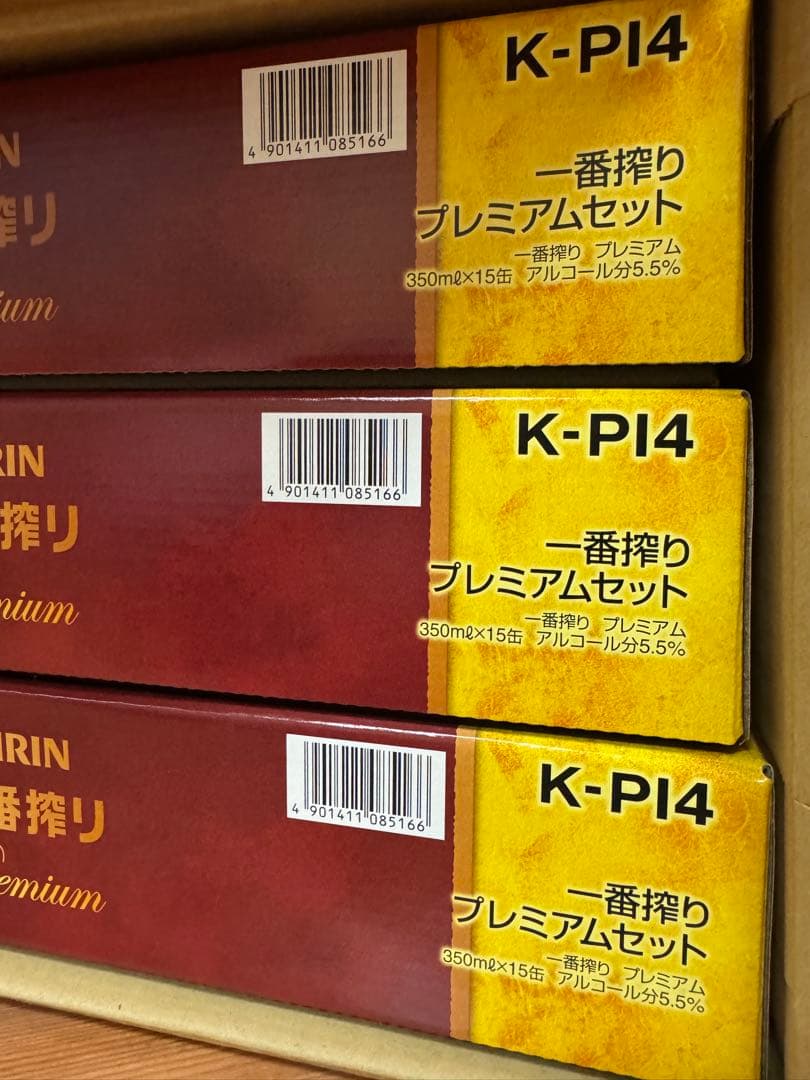 K-PI4
4 901411 085166
一番搾り
プレミアムセット
一番搾り プレミアム
350mℓ×15缶 アルコール分5.5%
搾り
K-PI4
RIN
4 901411 085166
搾り
一番搾り
プレミアムセット
一番搾り プレミアム
350mℓ×15缶 アルコール分5.5%
mium
IRIN
4 901411 085166
K-PI4
番搾り
emium
一番搾り
プレミアムセット
一番搾り プレミアム
350mℓ×15缶 アルコール分5.5%